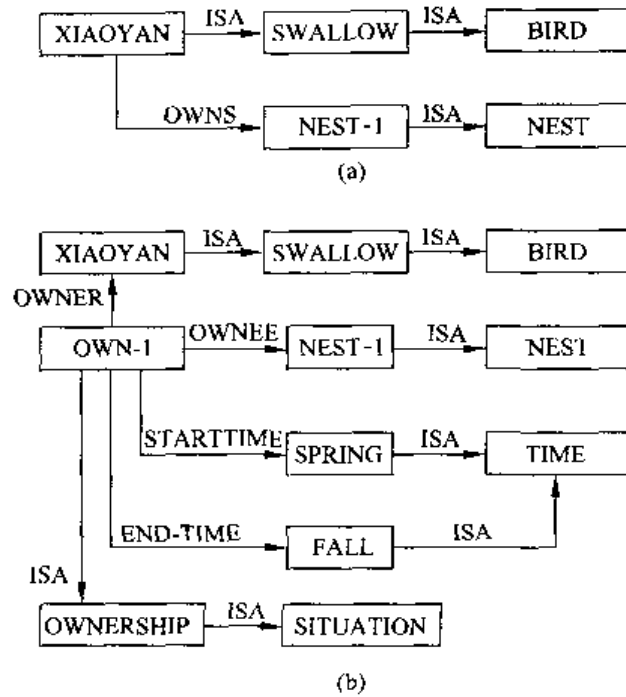 ISA ISA
XIAOYAN SWALLOW BIRD
OWNS ISA
NEST-1 NEST
(a)
ISA ISA
XIAOYAN SWALLOW BIRD
OWNER
OWNEE ISA
OWN-1 NEST-1 NEST
STARTTIME ISA
SPRING TIME
END-TIME ISA
FALL
ISA
ISA
OWNERSHIP SITUATION
(b)